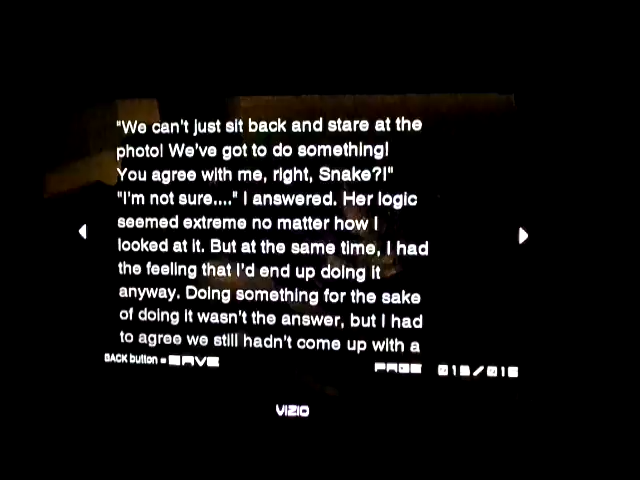 "We can't just sit back and stare at the
photo! We've got to do something!
You agree with me, right, Snake?!"
"I'm not sure...." I answered. Her logic
seemed extreme no matter how I
looked at it. But at the same time, I had
the feeling that I'd end up doing it
anyway. Doing something for the sake
of doing it wasn't the answer, but I had
to agree we still hadn't come up with a
BACK button = SAVE
PAGE 015/016
VIZIO